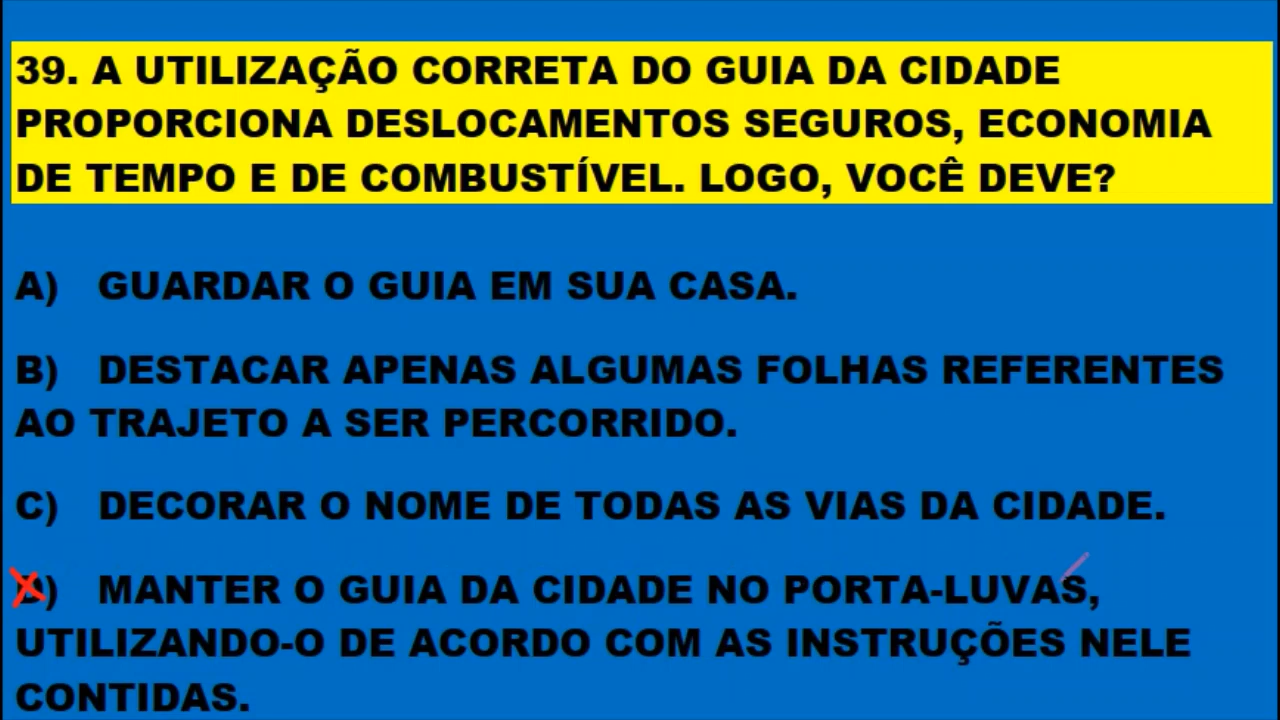 39. A UTILIZAÇÃO CORRETA DO GUIA DA CIDADE
PROPORCIONA DESLOCAMENTOS SEGUROS, ECONOMIA
DE TEMPO E DE COMBUSTÍVEL. LOGO, VOCÊ DEVE?
A) GUARDAR O GUIA EM SUA CASA.
B) DESTACAR APENAS ALGUMAS FOLHAS REFERENTES
AO TRAJETO A SER PERCORRIDO.
C) DECORAR O NOME DE TODAS AS VIAS DA CIDADE.
D) MANTER O GUIA DA CIDADE NO PORTA-LUVAS,
UTILIZANDO-O DE ACORDO COM AS INSTRUÇÕES NELE
CONTIDAS.